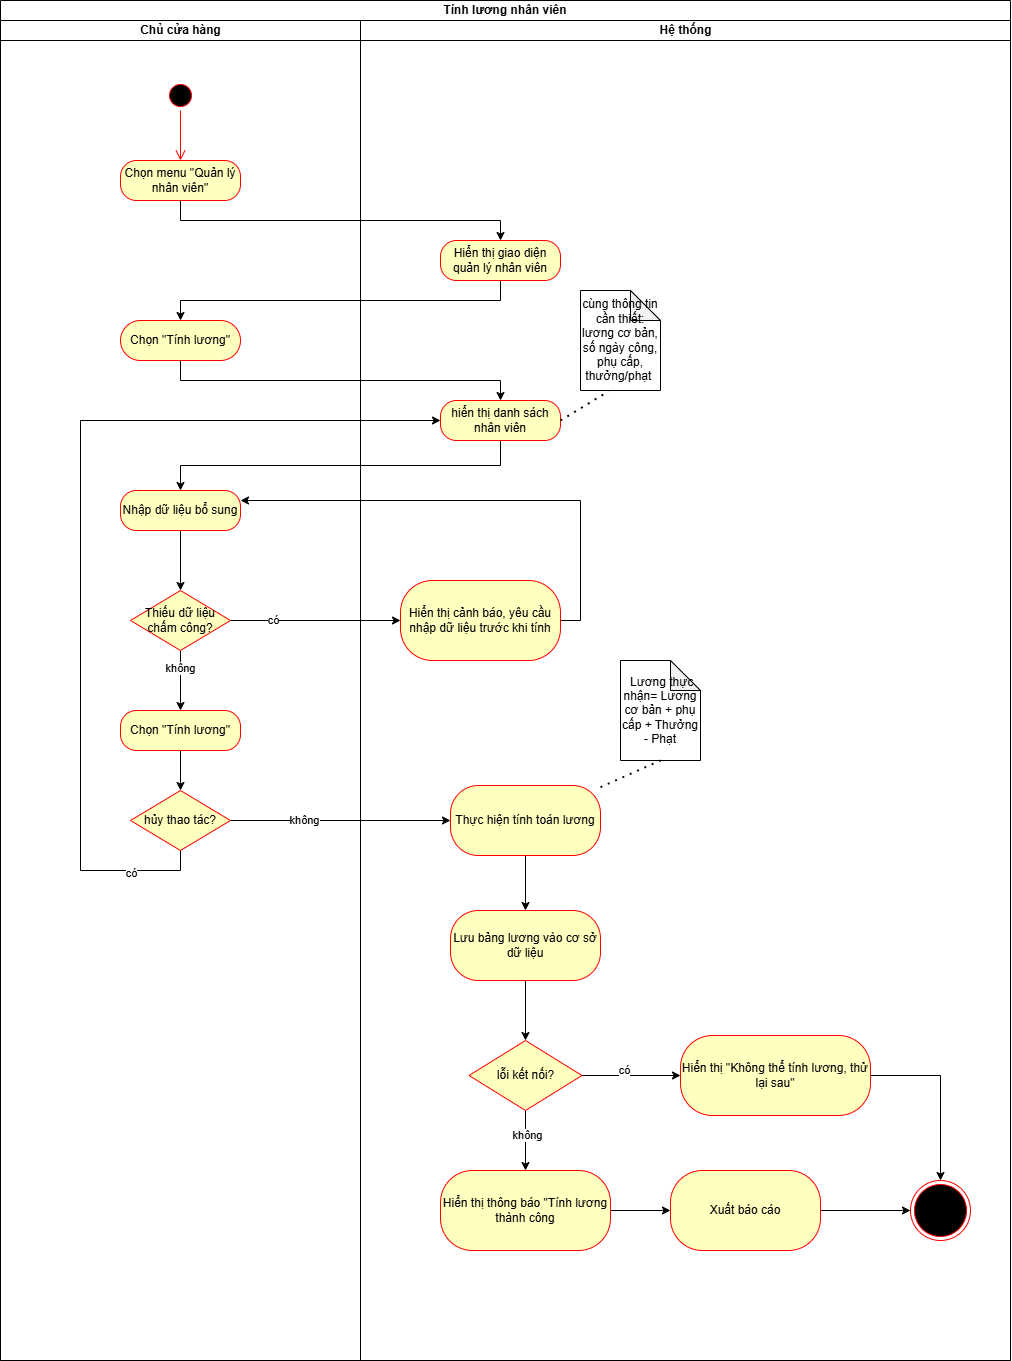 Tính lương nhân viên
Chủ cửa hàng
Hệ thống
Chọn menu "Quản lý
nhân viên"
Hiển thị giao diện
quản lý nhân viên
cùng thông tin
cần thiết:
lương cơ bản,
số ngày công,
phụ cấp,
thưởng/phạt
Chọn "Tính lương"
hiển thị danh sách
nhân viên
Nhập dữ liệu bổ sung
Thiếu dữ liệu
chấm công?
có
Hiển thị cảnh báo, yêu cầu
nhập dữ liệu trước khi tính
không
Lương thực
nhận= Lương
cơ bản + phụ
cấp + Thưởng
- Phạt
Chọn "Tính lương"
hủy thao tác?
không
Thực hiện tính toán lương
có
Lưu bảng lương vào cơ sở
dữ liệu
lỗi kết nối?
có
Hiển thị "Không thể tính lương, thử
lại sau"
không
Hiển thị thông báo "Tính lương
thành công
Xuất báo cáo